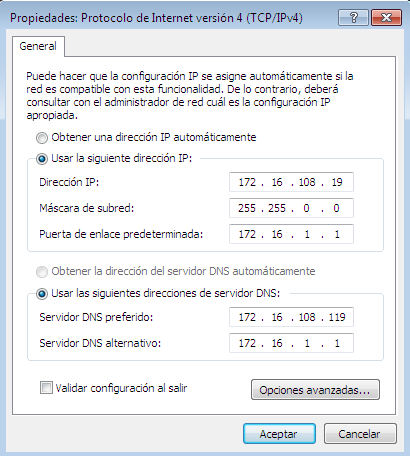 Propiedades: Protocolo de Internet versión 4 (TCP/IPv4)
General
Puede hacer que la configuración IP se asigne automáticamente si la
red es compatible con esta funcionalidad. De lo contrario, deberá
consultar con el administrador de red cuál es la configuración IP
apropiada.
Obtener una dirección IP automáticamente
Usar la siguiente dirección IP:
Dirección IP: 172 . 16 . 108 . 19
Máscara de subred: 255 . 255 . 0 . 0
Puerta de enlace predeterminada: 172 . 16 . 1 . 1
Obtener la dirección del servidor DNS automáticamente
Usar las siguientes direcciones de servidor DNS:
Servidor DNS preferido: 172 . 16 . 108 . 119
Servidor DNS alternativo: 172 . 16 . 1 . 1
Validar configuración al salir Opciones avanzadas...
Aceptar Cancelar